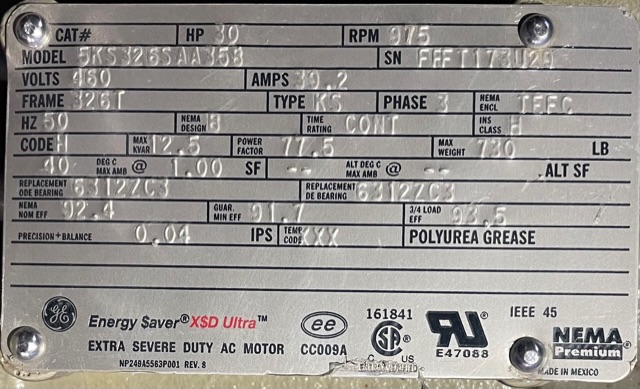 CAT# HP 30 RPM 975
MODEL 5KS326SAA358 SN
VOLTS 460 AMPS 39.2
FRAME 326T TYPE KS PHASE 3 NEMA ENCL TEFC
HZ 50 NEMA DESIGN B TIME RATING CONT INS CLASS H
CODE H MAX KVAR 12.5 POWER FACTOR 77.5 MAX WEIGHT 730 LB
40 DEG C MAX AMB @ 1.00 SF -- ALT DEG C MAX AMB @ -- ALT SF
REPLACEMENT ODE BEARING 6312ZC3 REPLACEMENT DE BEARING 6312ZC3
NEMA NOM EFF 92.4 GUAR. MIN EFF 91.7 3/4 LOAD EFF 93.5
PRECISION+BALANCE 0.04 IPS TEMP CODE XXX POLYUREA GREASE
GE Energy $aver® X$D Ultra™ ee CC009A 161841 SA® C US UR® E47088 IEEE 45
EXTRA SEVERE DUTY AC MOTOR NEMA Premium
NP249A5563P001 REV. 8 MADE IN MEXICO